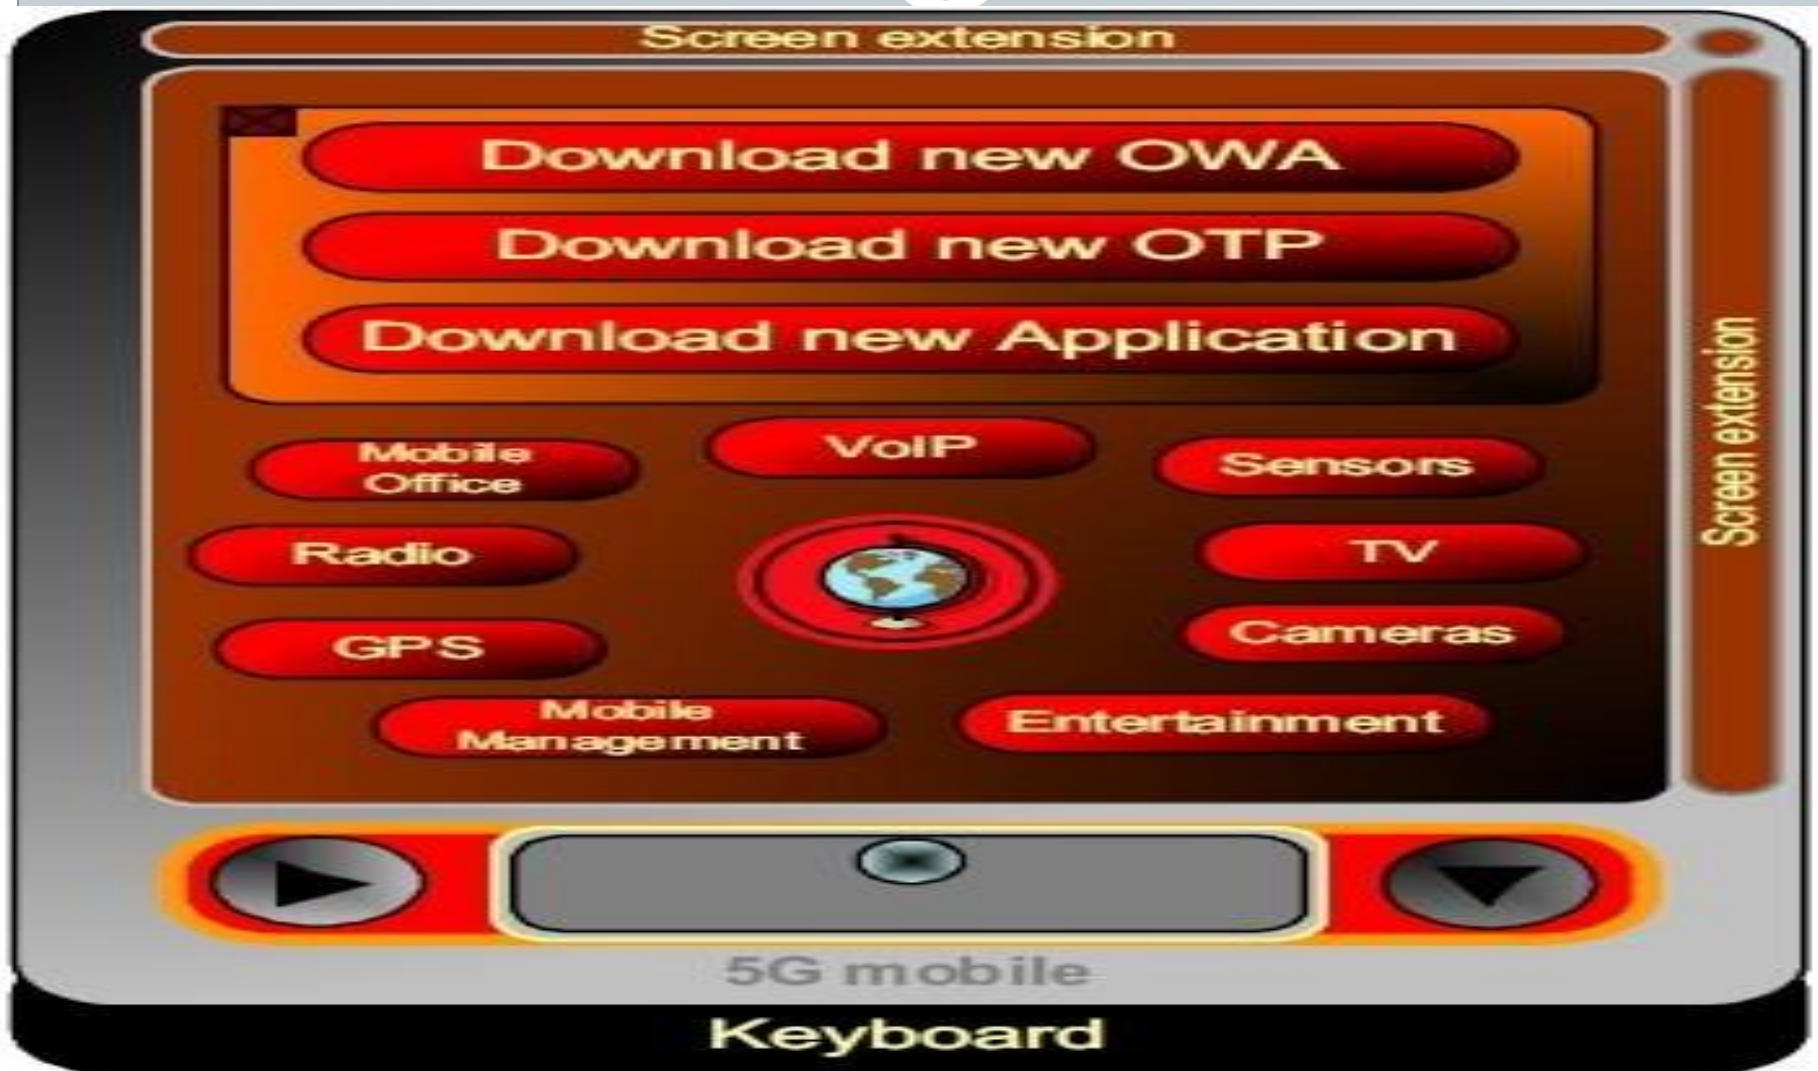 Screen extension
Download new OWA
Download new OTP
Download new Application
Mobile
Office
VoIP
Sensors
Radio
TV
GPS
Cameras
Mobile
Management
Entertainment
Screen extension
5G mobile
Keyboard